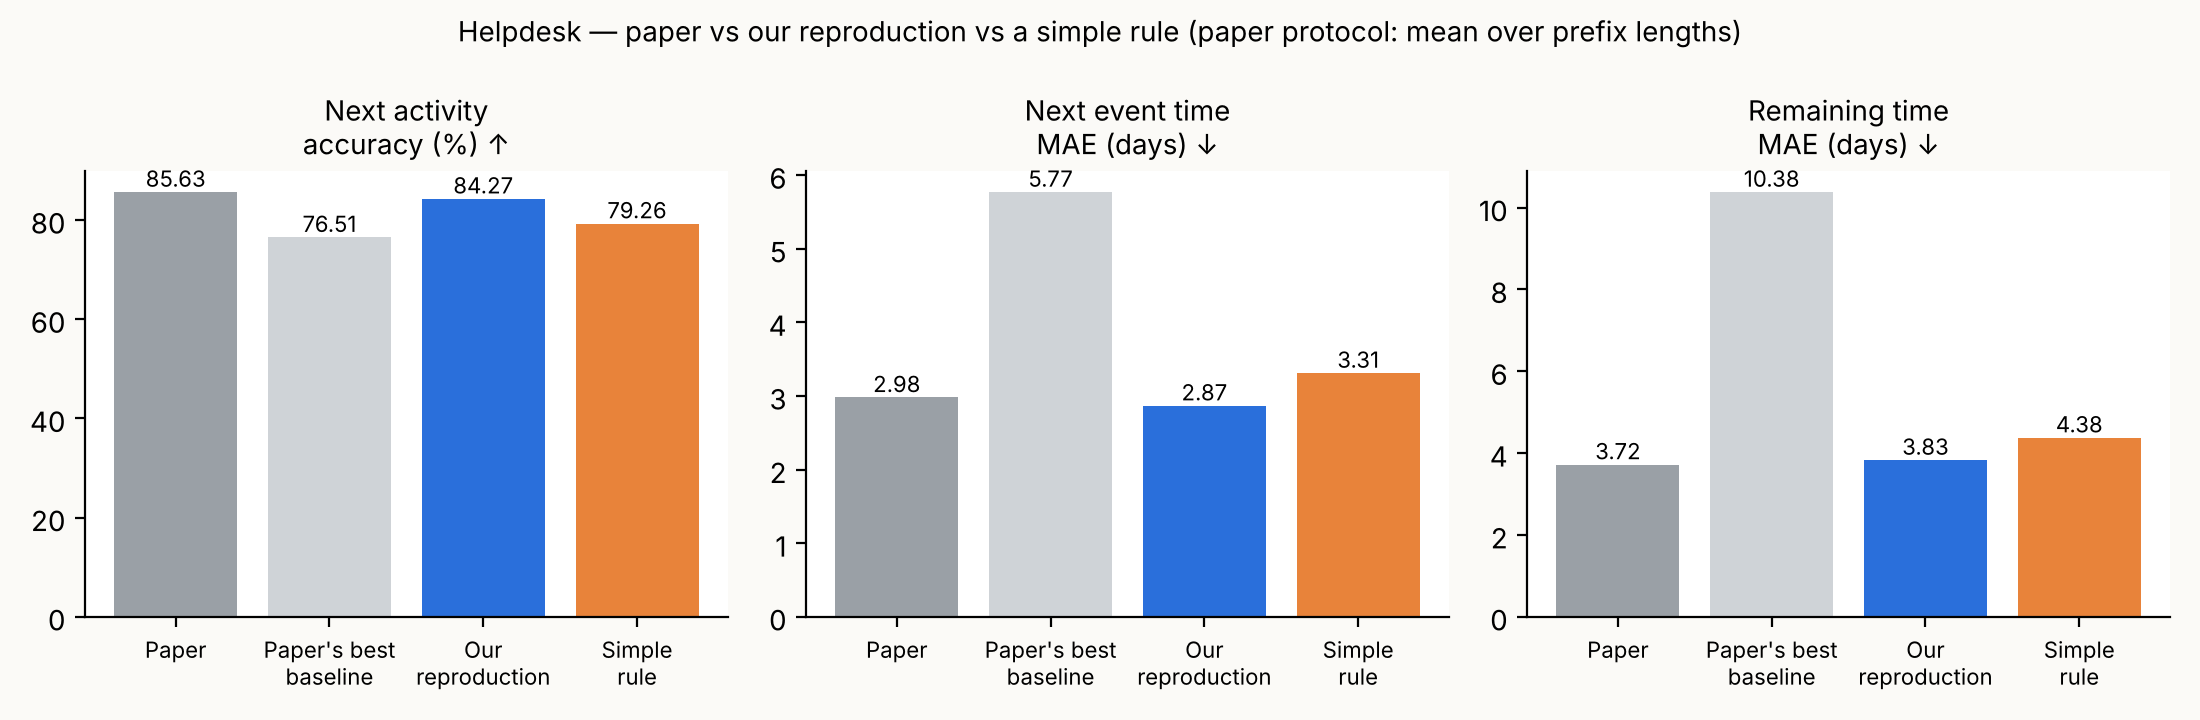 Helpdesk — paper vs our reproduction vs a simple rule (paper protocol: mean over prefix lengths)
Next activity
accuracy (%) ↑
85.63
76.51
84.27
79.26
80
60
40
20
0
Paper
Paper's best
baseline
Our
reproduction
Simple
rule
Next event time
MAE (days) ↓
2.98
5.77
2.87
3.31
6
5
4
3
2
1
0
Paper
Paper's best
baseline
Our
reproduction
Simple
rule
Remaining time
MAE (days) ↓
3.72
10.38
3.83
4.38
10
8
6
4
2
0
Paper
Paper's best
baseline
Our
reproduction
Simple
rule